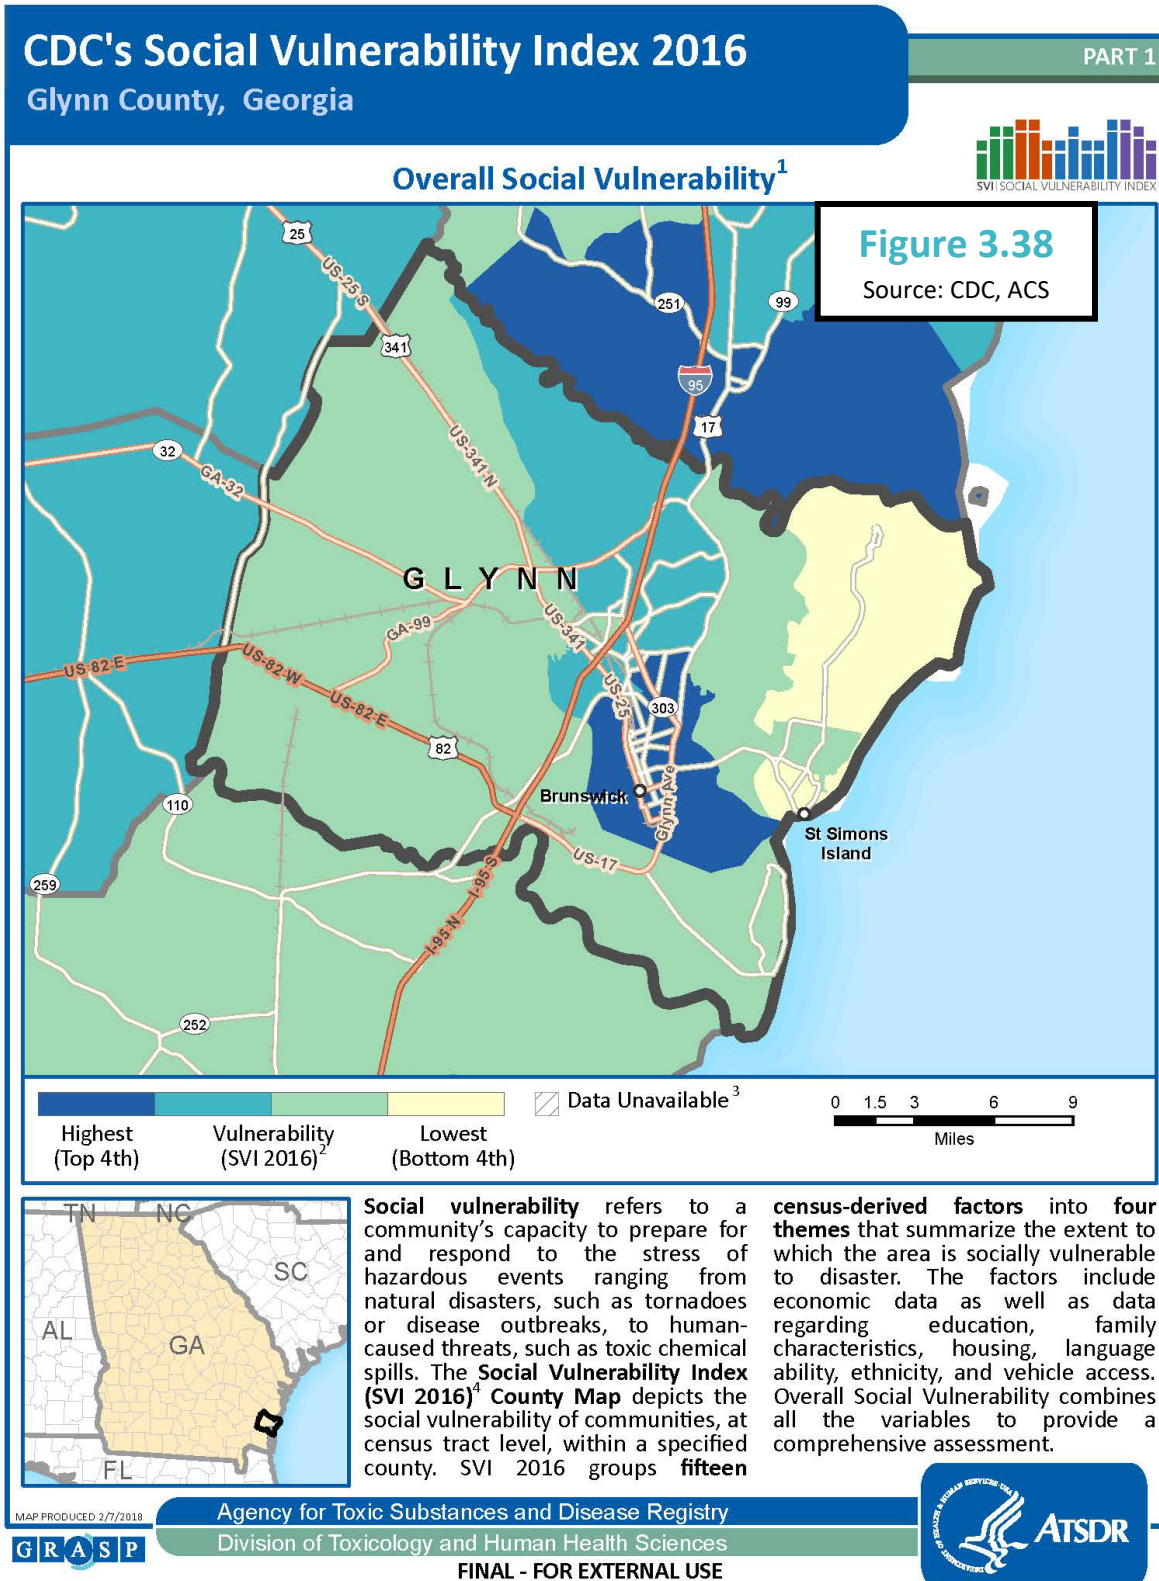 CDC's Social Vulnerability Index 2016
Glynn County, Georgia
PART 1
SVI | SOCIAL VULNERABILITY INDEX
Overall Social Vulnerability1
Figure 3.38
Source: CDC, ACS
25
US-25 S
341
251
99
95
17
32
GA-32
US-341-N
GLYNN
GA-99
US-341
US-82-E
US-82-W
US-82-E
US-25
303
82
Brunswick
Glynn Ave
110
St Simons
Island
US-17
259
I-95-S
I-95-N
252
Highest
(Top 4th)
Vulnerability
(SVI 2016)2
Lowest
(Bottom 4th)
Data Unavailable3
0 1.5 3 6 9
Miles
TN
NC
SC
AL
GA
FL
Social vulnerability refers to a
community's capacity to prepare for
and respond to the stress of
hazardous events ranging from
natural disasters, such as tornadoes
or disease outbreaks, to human-
caused threats, such as toxic chemical
spills. The Social Vulnerability Index
(SVI 2016)4 County Map depicts the
social vulnerability of communities, at
census tract level, within a specified
county. SVI 2016 groups fifteen
census-derived factors into four
themes that summarize the extent to
which the area is socially vulnerable
to disaster. The factors include
economic data as well as data
regarding education, family
characteristics, housing, language
ability, ethnicity, and vehicle access.
Overall Social Vulnerability combines
all the variables to provide a
comprehensive assessment.
MAP PRODUCED 2/7/2018
GRASP
Agency for Toxic Substances and Disease Registry
Division of Toxicology and Human Health Sciences
FINAL - FOR EXTERNAL USE
DEPARTMENT OF HEALTH & HUMAN SERVICES·USA
ATSDR